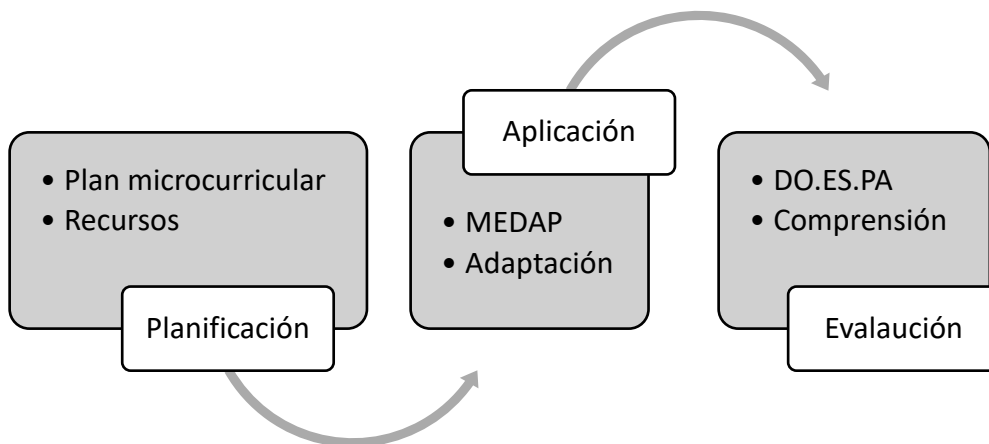 • Plan microcurricular
• Recursos
Planificación
Aplicación
• MEDAP
• Adaptación
• DO.ES.PA
• Comprensión
Evalaución